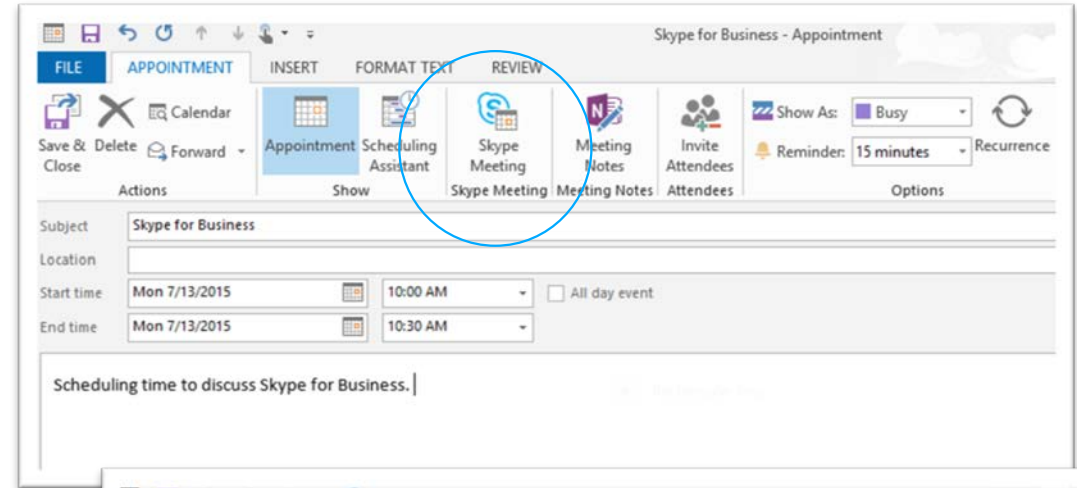 Skype for Business - Appointment
FILE APPOINTMENT INSERT FORMAT TEXT REVIEW
Save & Close
Delete
Calendar
Forward
Actions
Appointment
Scheduling Assistant
Show
Skype Meeting
Skype Meeting
Meeting Notes
Meeting Notes
Invite Attendees
Attendees
Show As: Busy
Reminder: 15 minutes
Recurrence
Options
Subject Skype for Business
Location
Start time Mon 7/13/2015 10:00 AM All day event
End time Mon 7/13/2015 10:30 AM
Scheduling time to discuss Skype for Business.